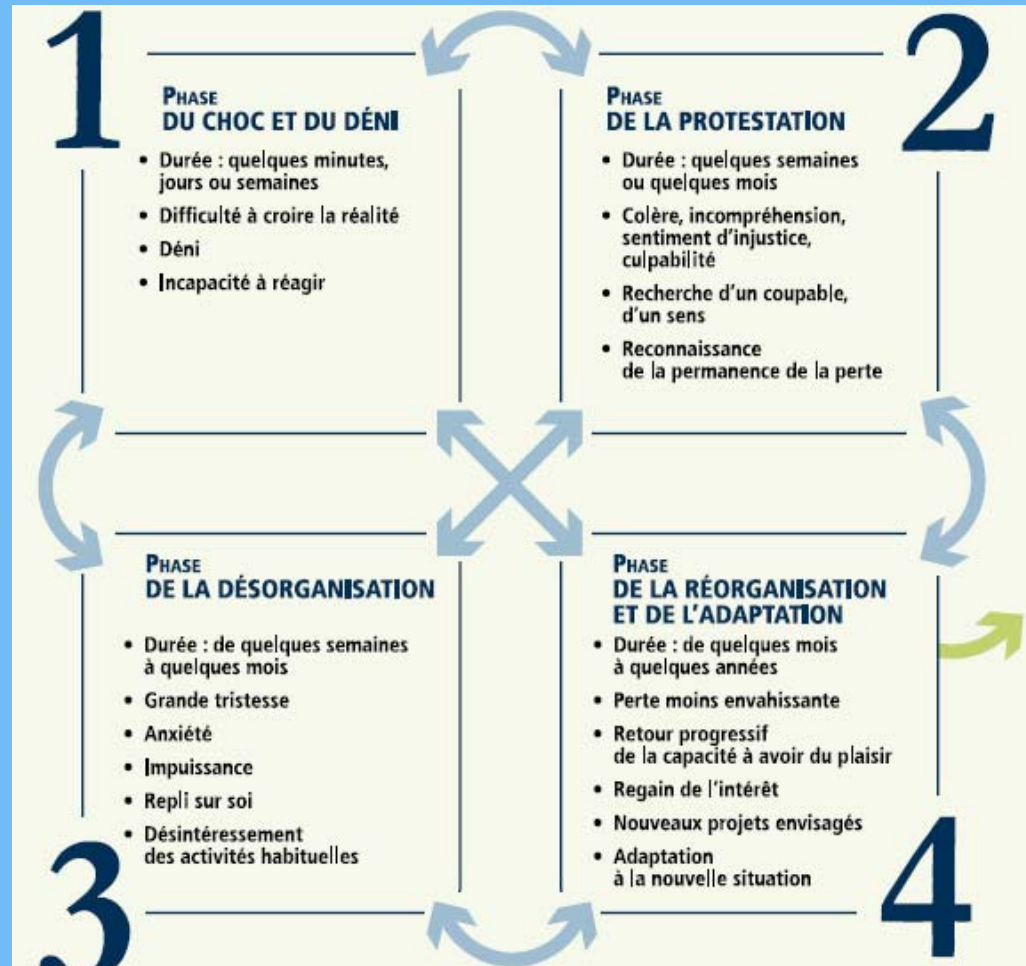 1
PHASE
DU CHOC ET DU DÉNI
• Durée : quelques minutes,
jours ou semaines
• Difficulté à croire la réalité
• Déni
• Incapacité à réagir
2
PHASE
DE LA PROTESTATION
• Durée : quelques semaines
ou quelques mois
• Colère, incompréhension,
sentiment d'injustice,
culpabilité
• Recherche d'un coupable,
d'un sens
• Reconnaissance
de la permanence de la perte
3
PHASE
DE LA DÉSORGANISATION
• Durée : de quelques semaines
à quelques mois
• Grande tristesse
• Anxiété
• Impuissance
• Repli sur soi
• Désintéressement
des activités habituelles
4
PHASE
DE LA RÉORGANISATION
ET DE L'ADAPTATION
• Durée : de quelques mois
à quelques années
• Perte moins envahissante
• Retour progressif
de la capacité à avoir du plaisir
• Regain de l'intérêt
• Nouveaux projets envisagés
• Adaptation
à la nouvelle situation